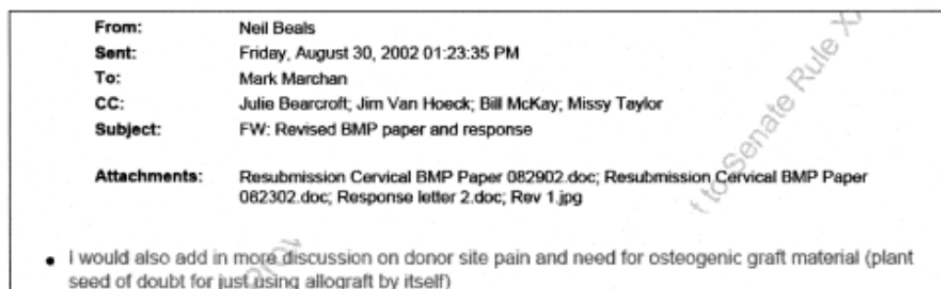 From: Neil Beals
Sent: Friday, August 30, 2002 01:23:35 PM
To: Mark Marchan
CC: Julie Bearcroft; Jim Van Hoeck; Bill McKay; Missy Taylor
Subject: FW: Revised BMP paper and response
Attachments: Resubmission Cervical BMP Paper 082902.doc; Resubmission Cervical BMP Paper
082302.doc; Response letter 2.doc; Rev 1.jpg
t to Senate Rule
• I would also add in more discussion on donor site pain and need for osteogenic graft material (plant
seed of doubt for just using allograft by itself)